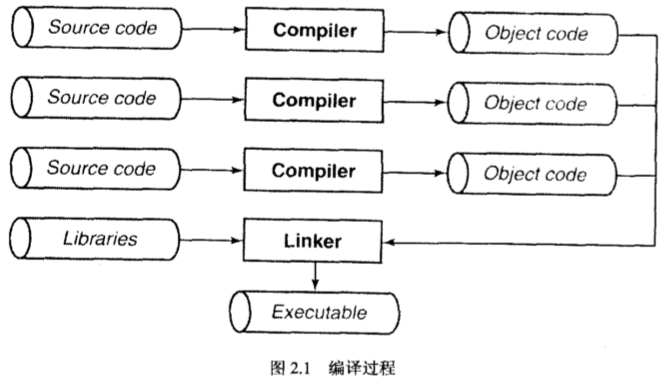 Source code
Compiler
Object code
Source code
Compiler
Object code
Source code
Compiler
Object code
Libraries
Linker
Executable
图 2.1 编译过程